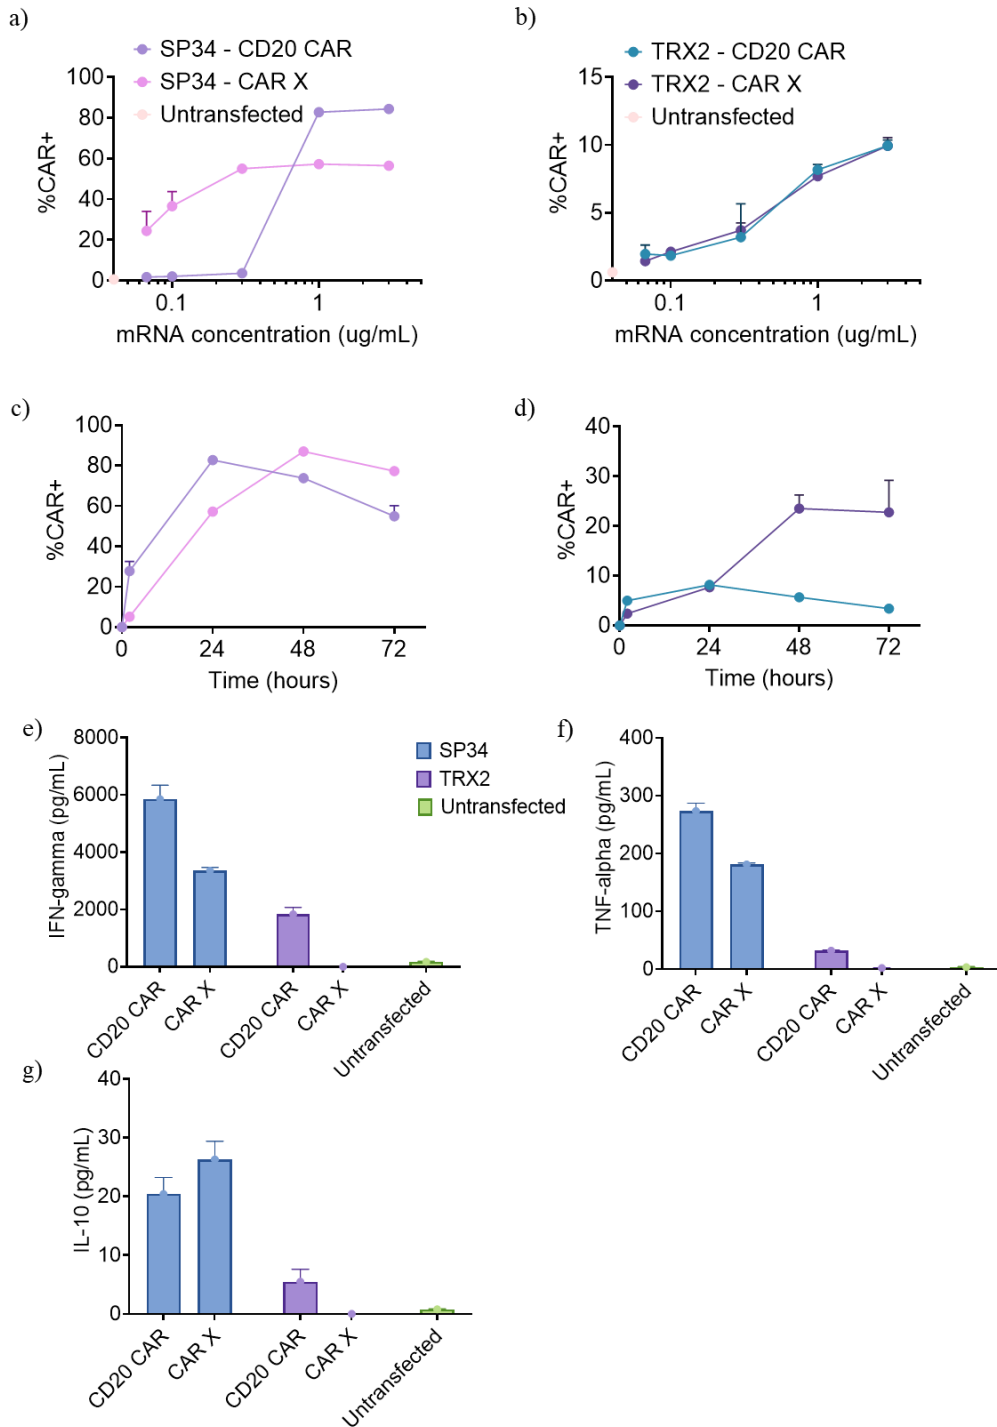 a)
SP34 - CD20 CAR
SP34 - CAR X
Untransfected
100
80
60
40
20
0
%CAR+
0.1
1
mRNA concentration (ug/mL)
b)
TRX2 - CD20 CAR
TRX2 - CAR X
Untransfected
15
10
5
0
%CAR+
0.1
1
mRNA concentration (ug/mL)
c)
100
80
60
40
20
0
%CAR+
0
24
48
72
Time (hours)
d)
40
30
20
10
0
%CAR+
0
24
48
72
Time (hours)
e)
8000
6000
4000
2000
0
IFN-gamma (pg/mL)
SP34
TRX2
Untransfected
CD20 CAR
CAR X
CD20 CAR
CAR X
Untransfected
f)
400
300
200
100
0
TNF-alpha (pg/mL)
CD20 CAR
CAR X
CD20 CAR
CAR X
Untransfected
g)
40
30
20
10
0
IL-10 (pg/mL)
CD20 CAR
CAR X
CD20 CAR
CAR X
Untransfected